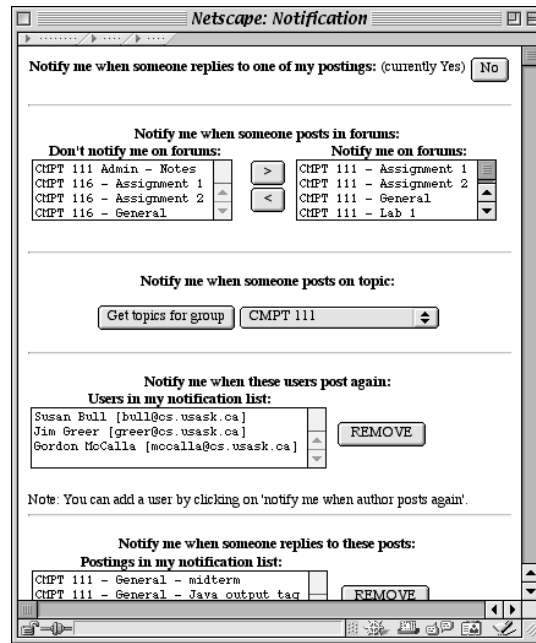 Netscape: Notification
Notify me when someone replies to one of my postings: (currently Yes) No
Notify me when someone posts in forums:
Don't notify me on forums:
CMPT 111 Admin - Notes
CMPT 116 - Assignment 1
CMPT 116 - Assignment 2
CMPT 116 - General
>
<
Notify me on forums:
CMPT 111 - Assignment 1
CMPT 111 - Assignment 2
CMPT 111 - General
CMPT 111 - Lab 1
Notify me when someone posts on topic:
Get topics for group CMPT 111
Notify me when these users post again:
Users in my notification list:
Susan Bull [bull@cs.usask.ca]
Jim Greer [greer@cs.usask.ca]
Gordon McCalla [mccalla@cs.usask.ca]
REMOVE
Note: You can add a user by clicking on 'notify me when author posts again'.
Notify me when someone replies to these posts:
Postings in my notification list:
CMPT 111 - General - midterm
CMPT 111 - General - Java output tag
REMOVE